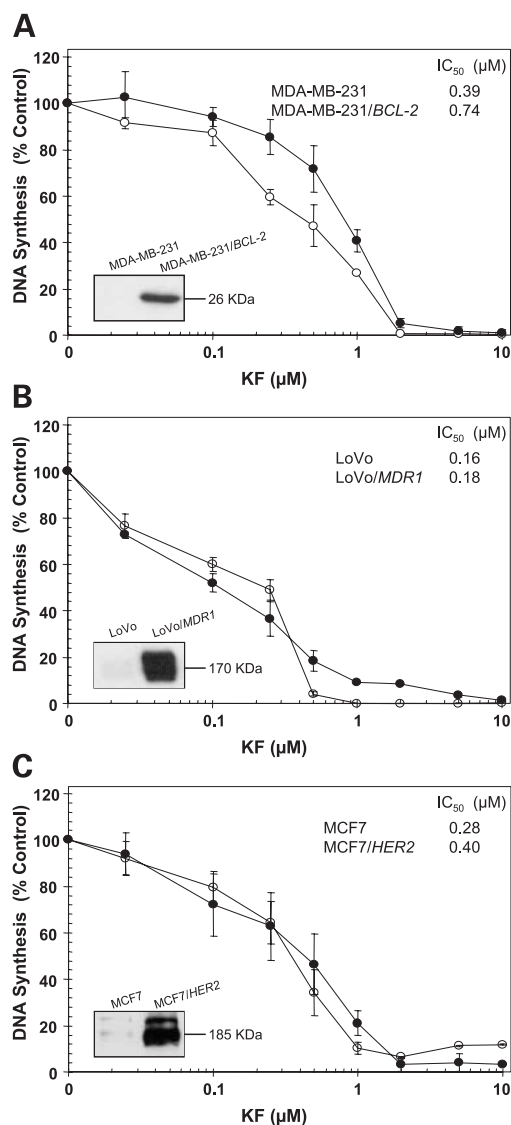 A
120
100
80
60
40
20
0
DNA Synthesis (% Control)
IC50 (µM)
MDA-MB-231 0.39
MDA-MB-231/BCL-2 0.74
MDA-MB-231
MDA-MB-231/BCL-2
26 KDa
0 0.1 1 10
KF (µM)
B
120
100
80
60
40
20
0
DNA Synthesis (% Control)
IC50 (µM)
LoVo 0.16
LoVo/MDR1 0.18
LoVo
LoVo/MDR1
170 KDa
0 0.1 1 10
KF (µM)
C
120
100
80
60
40
20
0
DNA Synthesis (% Control)
IC50 (µM)
MCF7 0.28
MCF7/HER2 0.40
MCF7
MCF7/HER2
185 KDa
0 0.1 1 10
KF (µM)